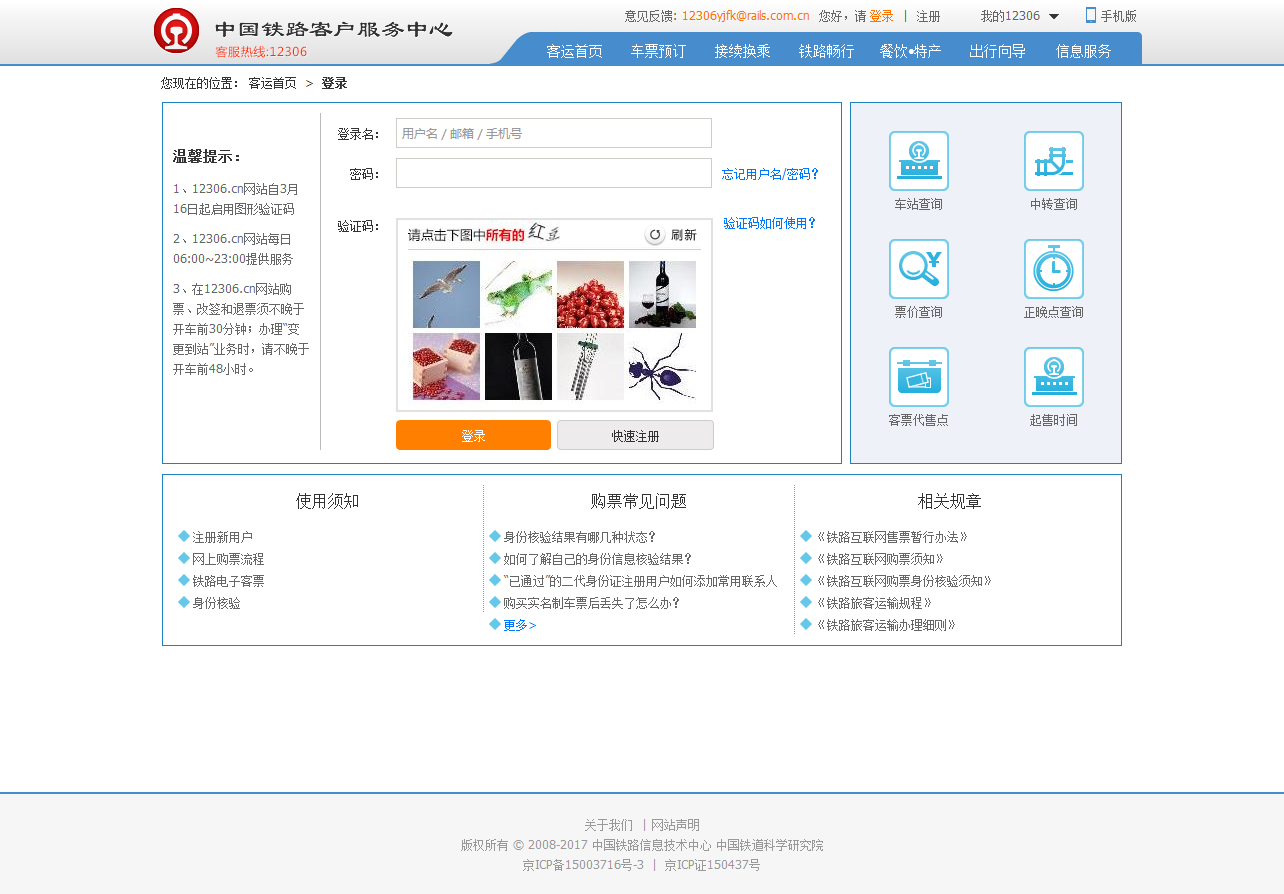 中国铁路客户服务中心
客服热线:12306
意见反馈: 12306yjfk@rails.com.cn 您好，请 登录 | 注册 我的12306 手机版
客运首页 车票预订 接续换乘 铁路畅行 餐饮•特产 出行向导 信息服务
您现在的位置： 客运首页 > 登录
温馨提示：
1、12306.cn网站自3月
16日起启用图形验证码
2、12306.cn网站每日
06:00~23:00提供服务
3、在12306.cn网站购
票、改签和退票须不晚于
开车前30分钟；办理“变
更到站”业务时，请不晚于
开车前48小时。
登录名： 用户名 / 邮箱 / 手机号
密码： 忘记用户名/密码?
验证码： 验证码如何使用?
请点击下图中所有的 红豆 刷新
登录 快速注册
车站查询 中转查询
票价查询 正晚点查询
客票代售点 起售时间
使用须知
注册新用户
网上购票流程
铁路电子客票
身份核验
购票常见问题
身份核验结果有哪几种状态?
如何了解自己的身份信息核验结果?
“已通过”的二代身份证注册用户如何添加常用联系人
购买实名制车票后丢失了怎么办?
更多>
相关规章
《铁路互联网售票暂行办法》
《铁路互联网购票须知》
《铁路互联网购票身份核验须知》
《铁路旅客运输规程》
《铁路旅客运输办理细则》
关于我们 | 网站声明
版权所有 © 2008-2017 中国铁路信息技术中心 中国铁道科学研究院
京ICP备15003716号-3 | 京ICP证150437号